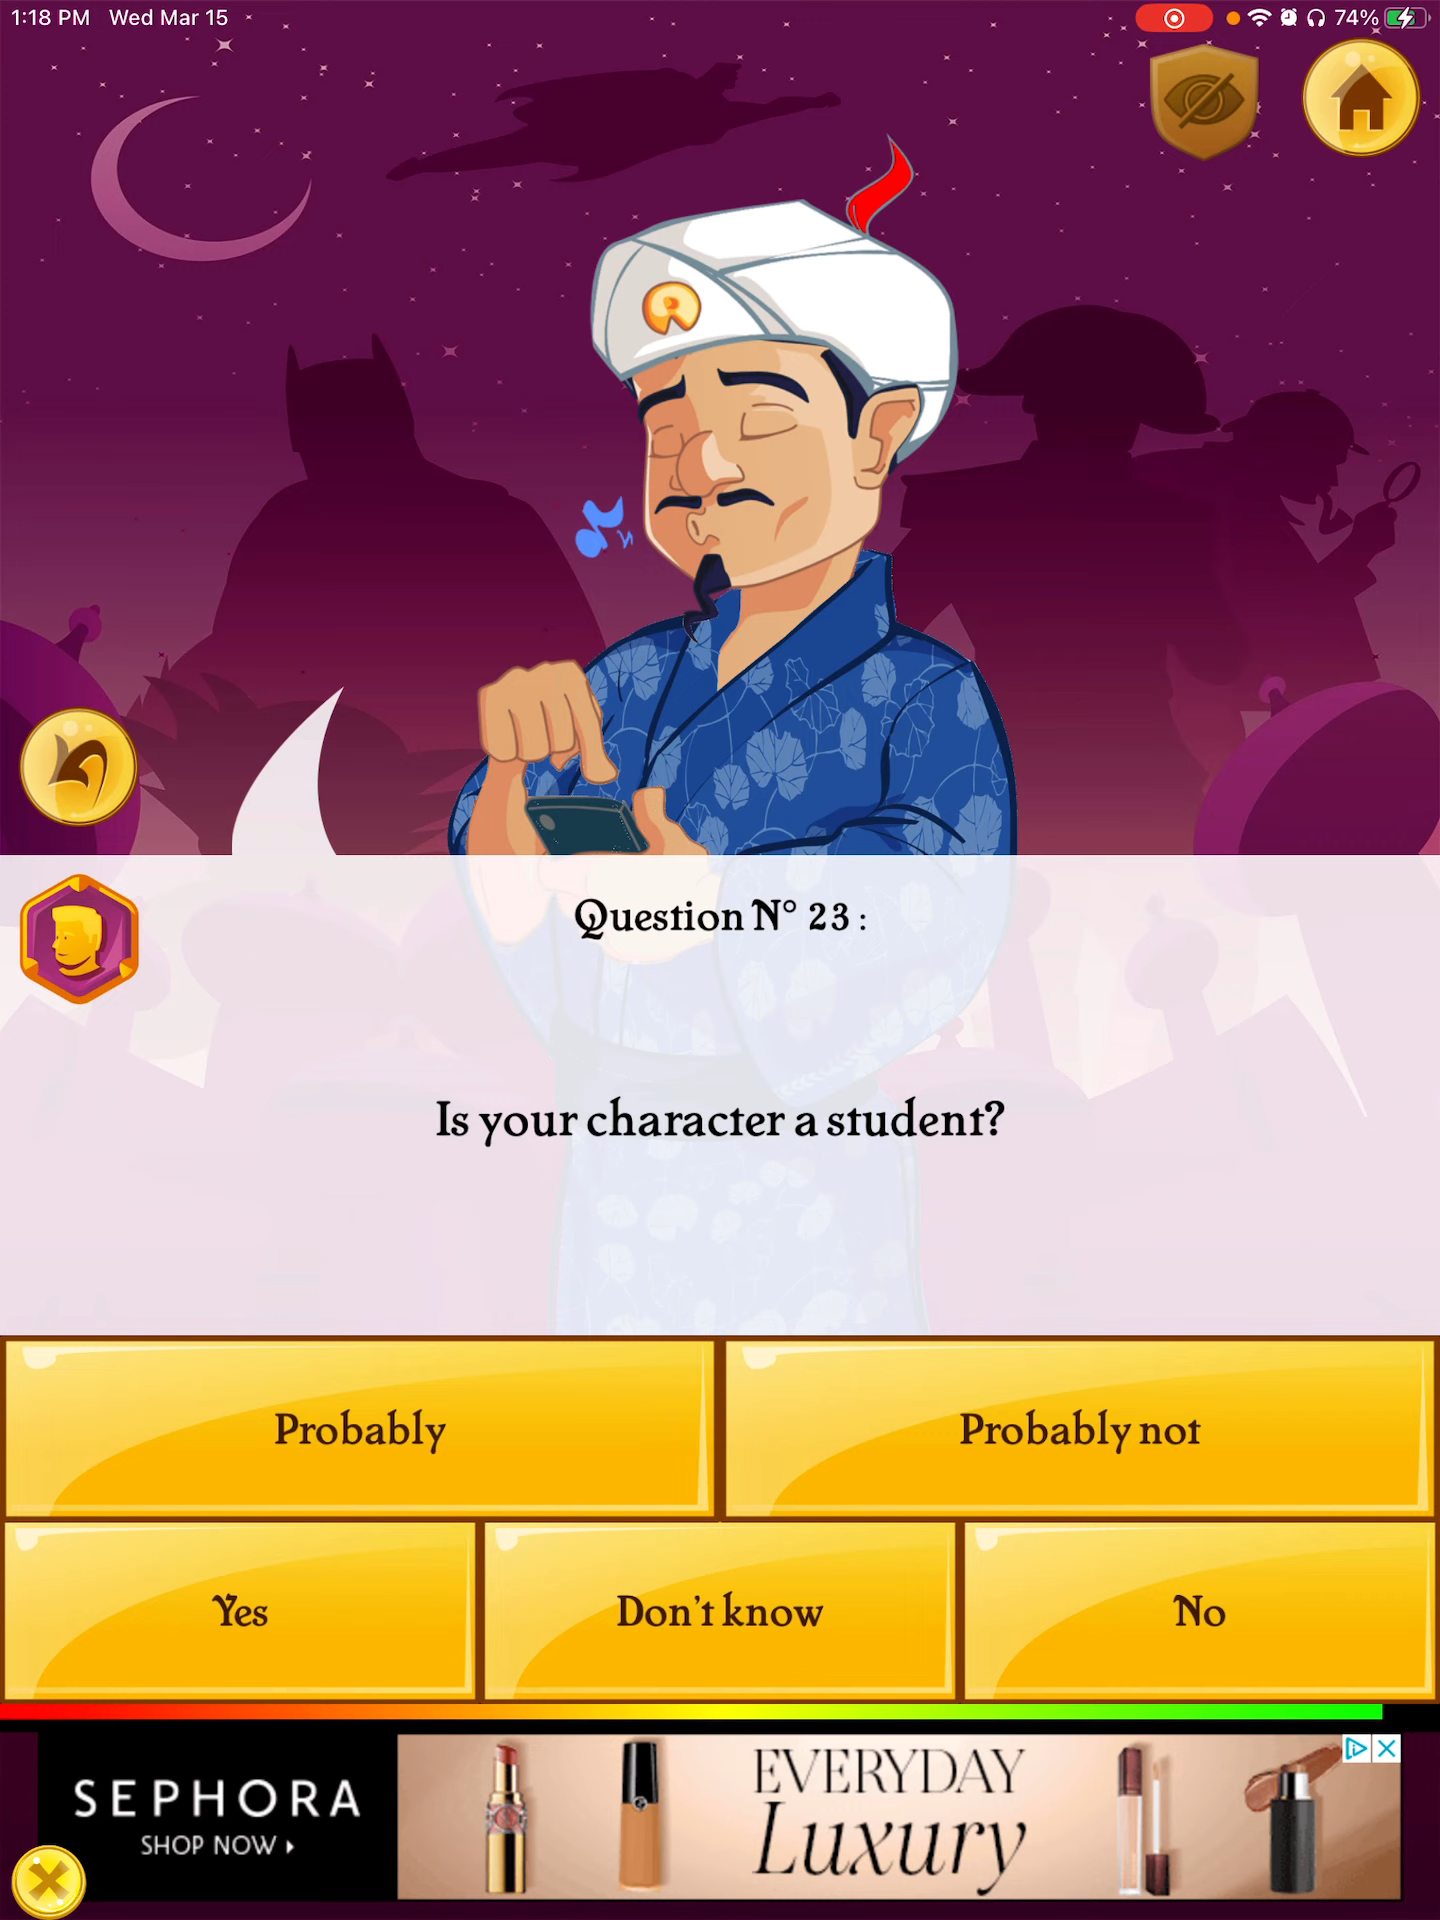 1:18 PM Wed Mar 15
74%
Question N° 23 :
Is your character a student?
Probably
Probably not
Yes
Don't know
No
SEPHORA
SHOP NOW
EVERYDAY
Luxury